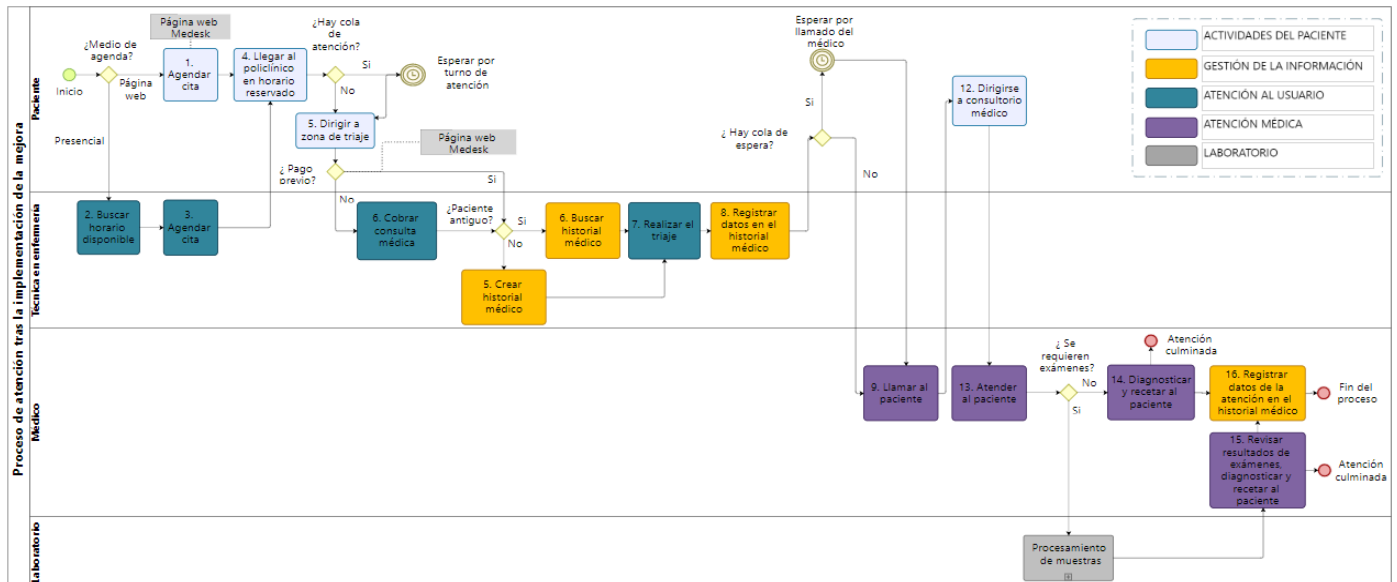 Proceso de atención tras la implementación de la mejora
Paciente
Técnica en enfermería
Médico
Laboratorio
Inicio
¿Medio de
agenda?
Página
web
Presencial
Página web
Medesk
1.
Agendar
cita
4. Llegar al
policlínico
en horario
reservado
¿Hay cola
de
atención?
Si
No
Esperar por
turno de
atención
5. Dirigir a
zona de triaje
Página web
Medesk
¿ Pago
previo?
Si
No
Esperar por
llamado del
médico
Si
¿ Hay cola de
espera?
No
12. Dirigirse
a consultorio
médico
ACTIVIDADES DEL PACIENTE
GESTIÓN DE LA INFORMACIÓN
ATENCIÓN AL USUARIO
ATENCIÓN MÉDICA
LABORATORIO
2. Buscar
horario
disponible
3.
Agendar
cita
6. Cobrar
consulta
médica
¿Paciente
antiguo?
Si
No
6. Buscar
historial
médico
5. Crear
historial
médico
7. Realizar el
triaje
8. Registrar
datos en el
historial
médico
9. Llamar al
paciente
13. Atender
al paciente
¿ Se
requieren
exámenes?
No
Si
14. Diagnosticar
y recetar al
paciente
Atención
culminada
16. Registrar
datos de la
atención en el
historial médico
Fin del
proceso
15. Revisar
resultados de
exámenes,
diagnosticar y
recetar al
paciente
Atención
culminada
Procesamiento
de muestras